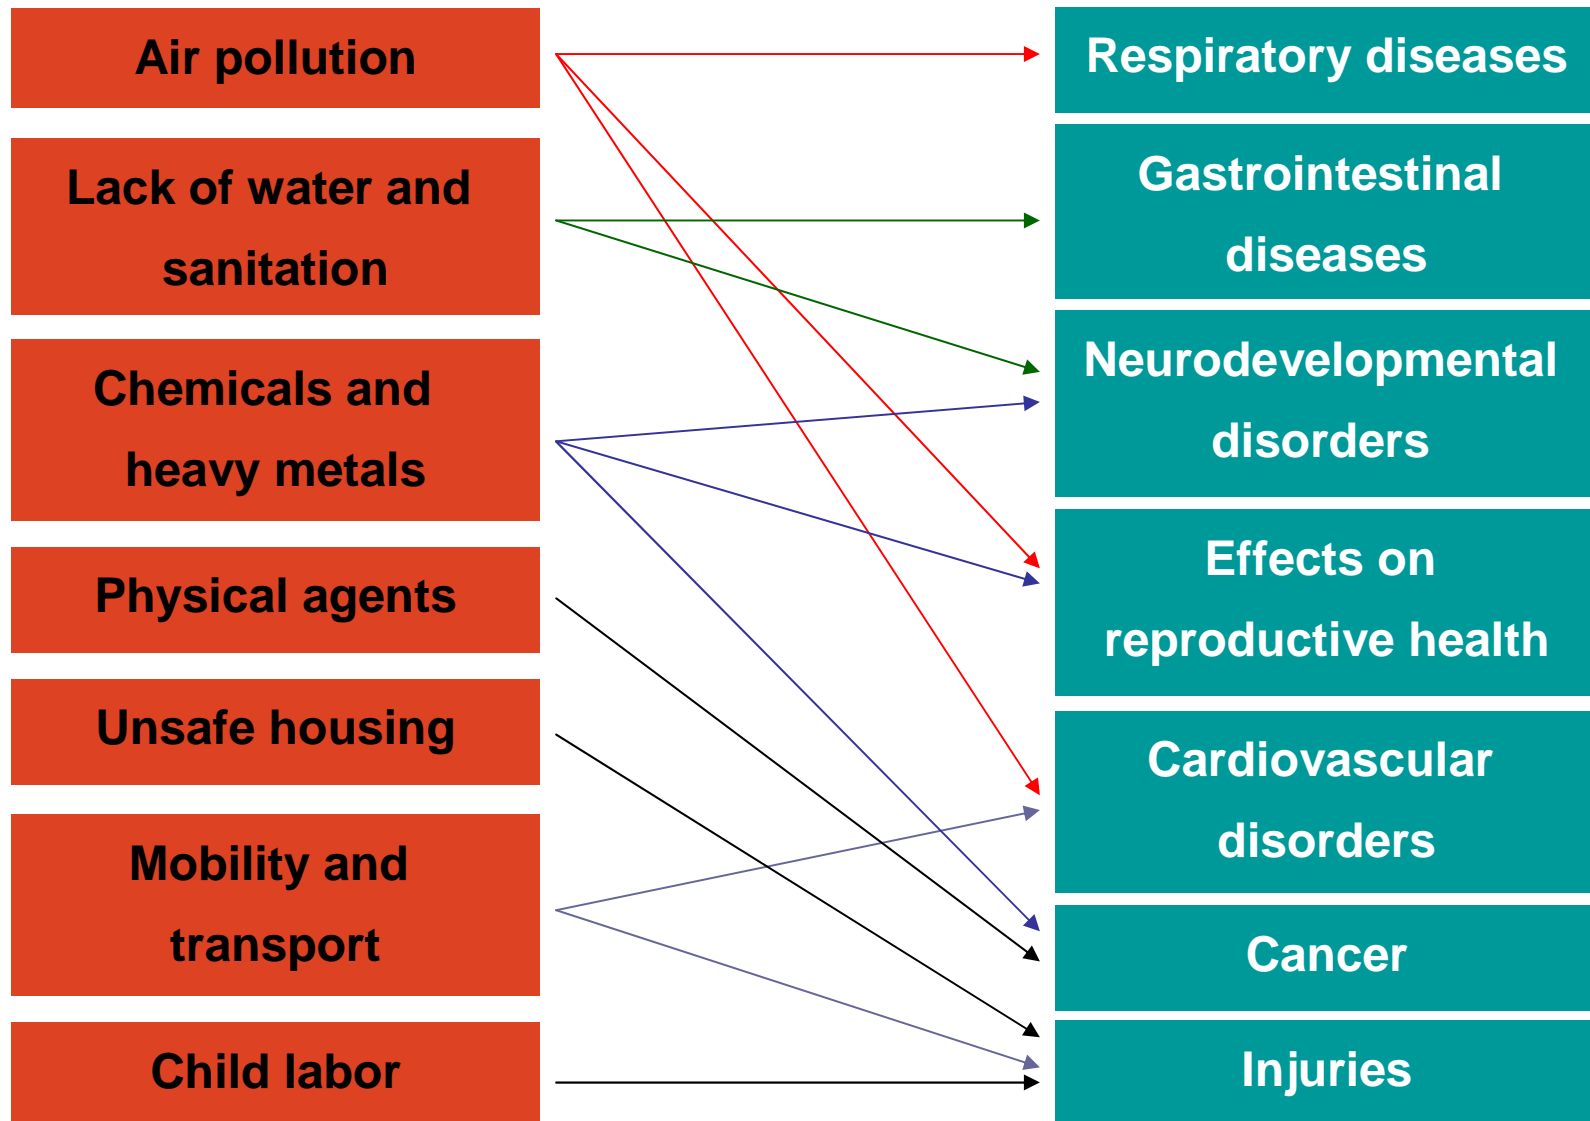 Air pollution
Lack of water and
sanitation
Chemicals and
heavy metals
Physical agents
Unsafe housing
Mobility and
transport
Child labor
Respiratory diseases
Gastrointestinal
diseases
Neurodevelopmental
disorders
Effects on
reproductive health
Cardiovascular
disorders
Cancer
Injuries